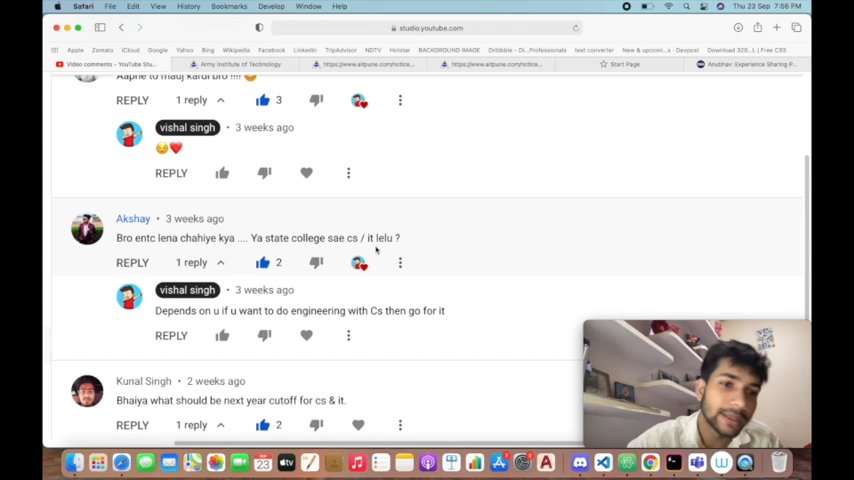 Safari File Edit View History Bookmarks Develop Window Help Thu 23 Sep 7:56 PM
studio.youtube.com
Apple Zomato iCloud Google Yahoo Bing Wikipedia Facebook LinkedIn TripAdvisor NDTV Hotstar BACKGROUND IMAGE Dribbble - Di...Professionals text converter New & upcomi...s - Devpost Download 328...( | Free CSS
Video comments - YouTube Stu... Army Institute of Technology https://www.aitpune.com/notice... https://www.aitpune.com/notice... Start Page Anubhav: Experience Sharing P...
Aapne to mauj kardi bro !!!! 😊
REPLY 1 reply 3
vishal singh • 3 weeks ago
😌❤️
REPLY
Akshay • 3 weeks ago
Bro entc lena chahiye kya .... Ya state college sae cs / it lelu ?
REPLY 1 reply 2
vishal singh • 3 weeks ago
Depends on u if u want to do engineering with Cs then go for it
REPLY
Kunal Singh • 2 weeks ago
Bhaiya what should be next year cutoff for cs & it.
REPLY 1 reply 2